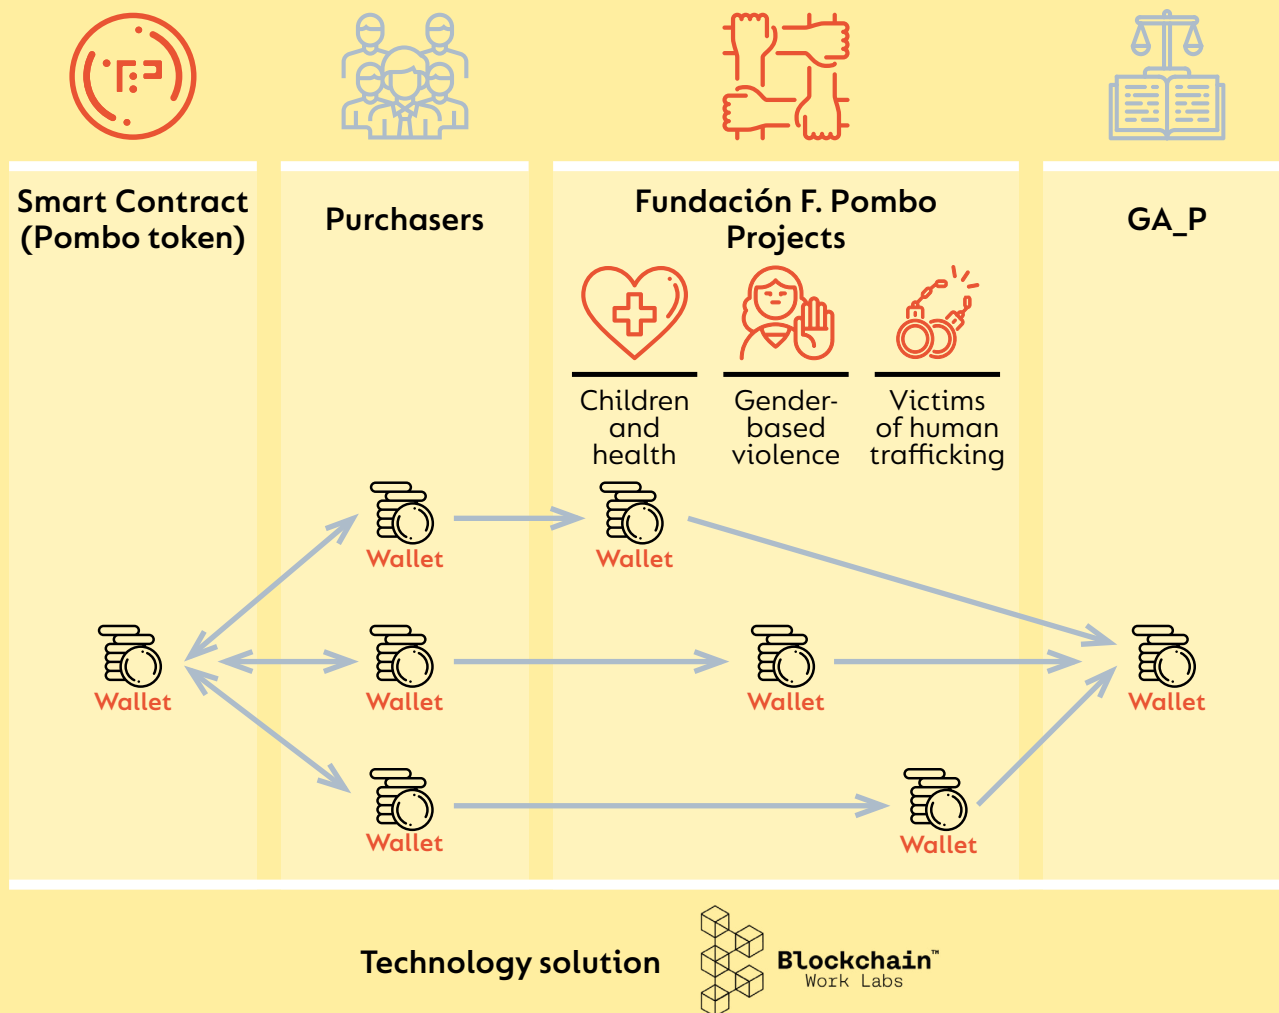 Smart Contract
(Pombo token)
Purchasers
Fundación F. Pombo
Projects
GA_P
Children
and
health
Gender-
based
violence
Victims
of human
trafficking
Wallet
Wallet
Wallet
Wallet
Wallet
Wallet
Wallet
Wallet
Technology solution
Blockchain™
Work Labs